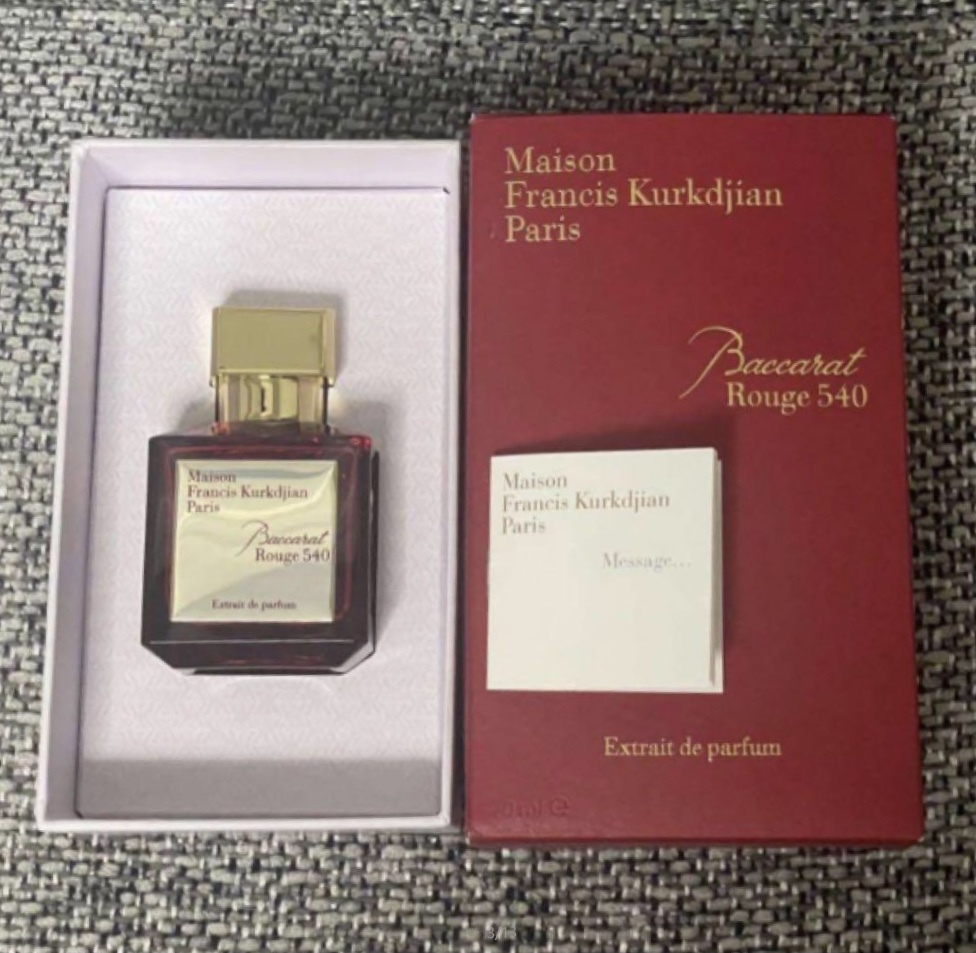 Maison
Francis Kurkdjian
Paris
Baccarat
Rouge 540
Extrait de parfum
Maison
Francis Kurkdjian
Paris
Baccarat
Rouge 540
Maison
Francis Kurkdjian
Paris
Message...
Extrait de parfum